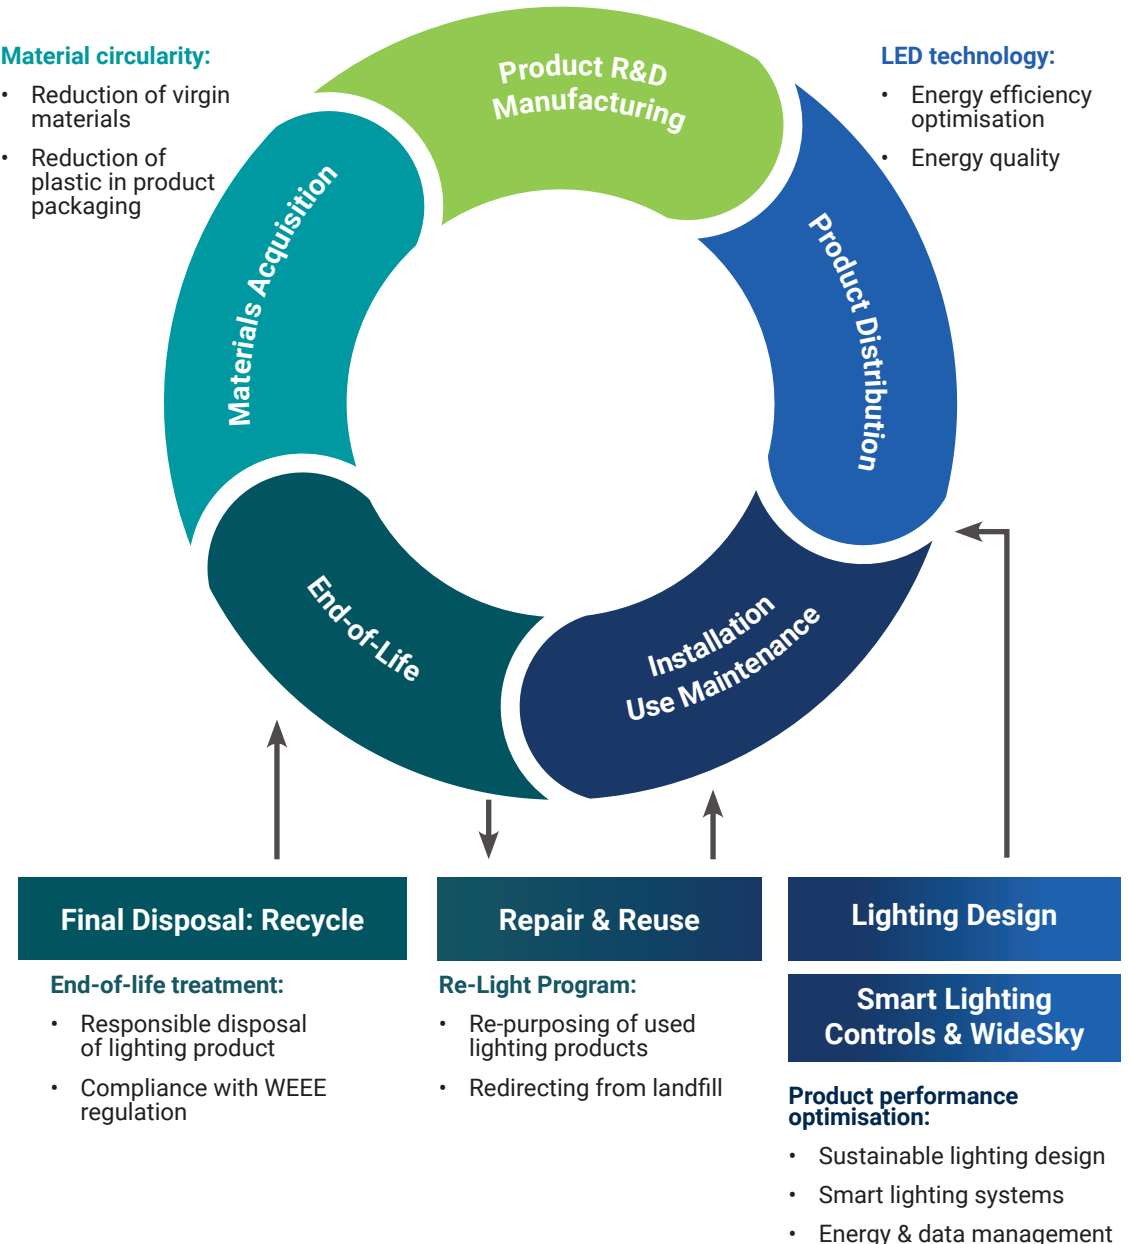 Material circularity:
• Reduction of virgin
materials
• Reduction of
plastic in product
packaging
Product R&D
Manufacturing
LED technology:
• Energy efficiency
optimisation
• Energy quality
Materials Acquisition
Product Distribution
End-of-Life
Installation
Use Maintenance
Final Disposal: Recycle
End-of-life treatment:
• Responsible disposal
of lighting product
• Compliance with WEEE
regulation
Repair & Reuse
Re-Light Program:
• Re-purposing of used
lighting products
• Redirecting from landfill
Lighting Design
Smart Lighting
Controls & WideSky
Product performance
optimisation:
• Sustainable lighting design
• Smart lighting systems
• Energy & data management